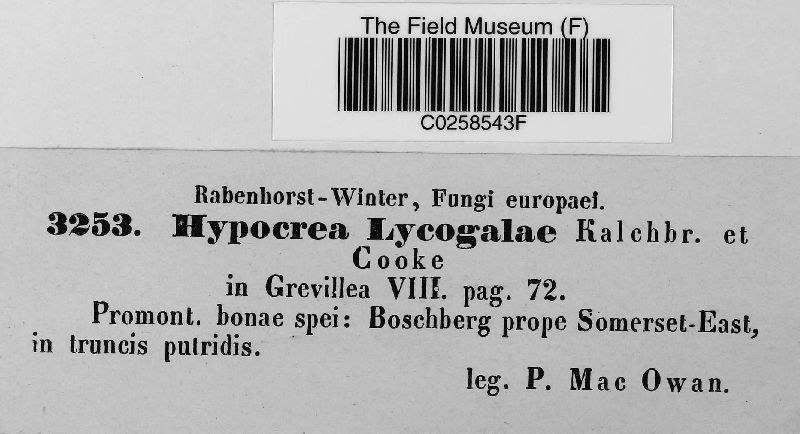 The Field Museum (F)
C0258543F
Rabenhorst-Winter, Fungi europaei.
3253. Hypocrea Lycogalae Kalchbr. et
Cooke
in Grevillea VIII. pag. 72.
Promont. bonae spei: Boschberg prope Somerset-East,
in truncis putridis.
leg. P. Mac Owan.